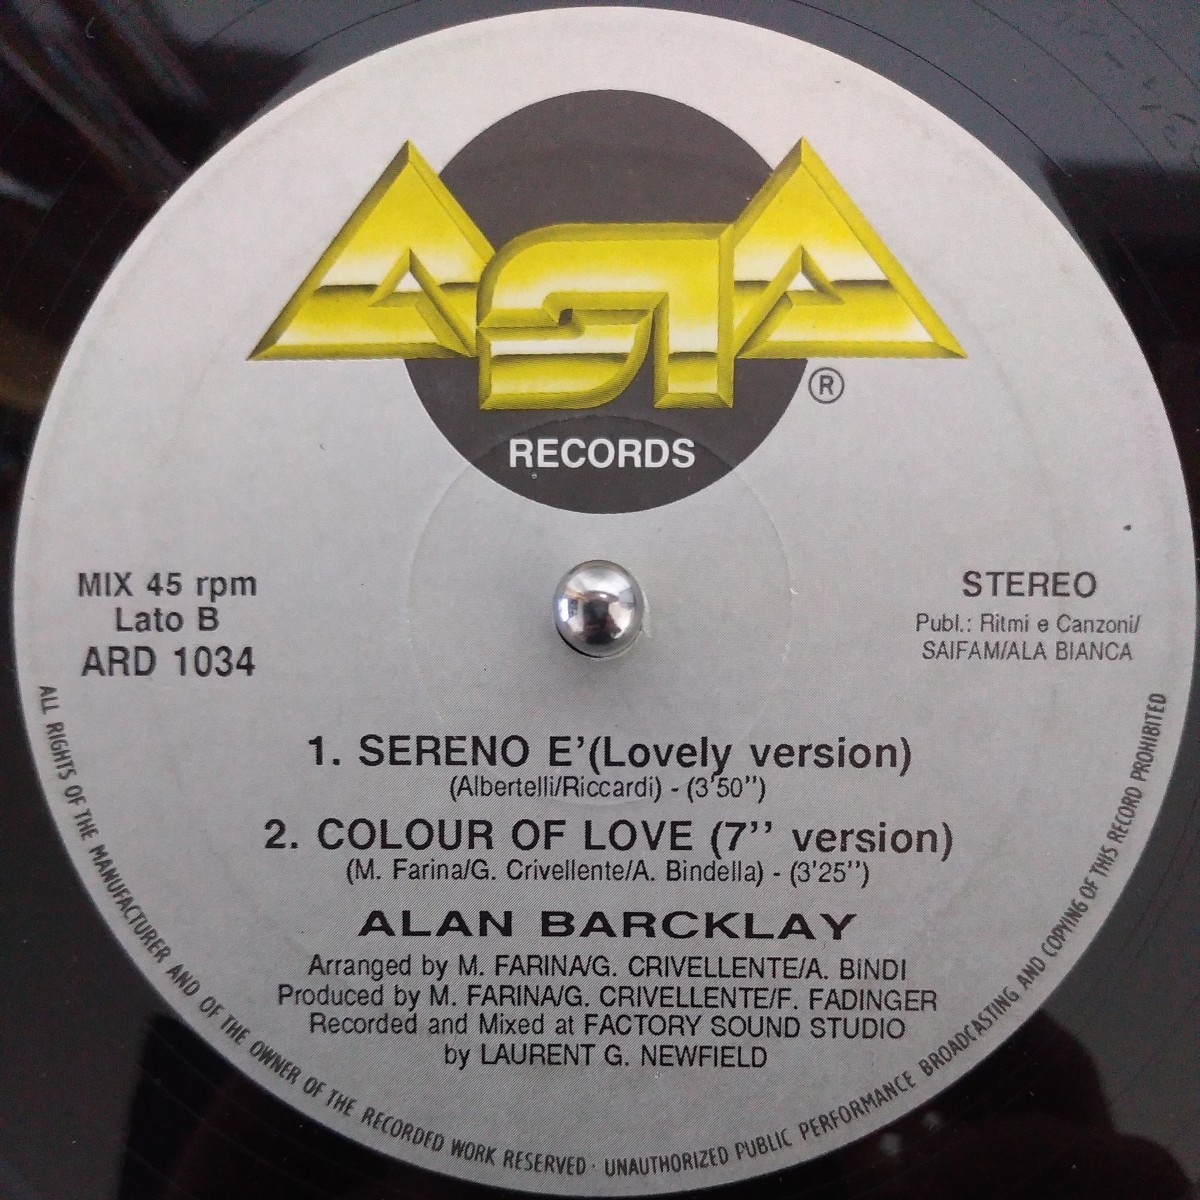 ASIA
®
RECORDS
MIX 45 rpm
Lato B
ARD 1034
STEREO
Publ.: Ritmi e Canzoni/
SAIFAM/ALA BIANCA
1. SERENO E'(Lovely version)
(Albertelli/Riccardi) - (3'50'')
2. COLOUR OF LOVE (7'' version)
(M. Farina/G. Crivellente/A. Bindella) - (3'25'')
ALAN BARCKLAY
Arranged by M. FARINA/G. CRIVELLENTE/A. BINDI
Produced by M. FARINA/G. CRIVELLENTE/F. FADINGER
Recorded and Mixed at FACTORY SOUND STUDIO
by LAURENT G. NEWFIELD
ALL RIGHTS OF THE MANUFACTURER AND OF THE OWNER OF THE RECORDED WORK RESERVED · UNAUTHORIZED PUBLIC PERFORMANCE BROADCASTING AND COPYING OF THIS RECORD PROHIBITED